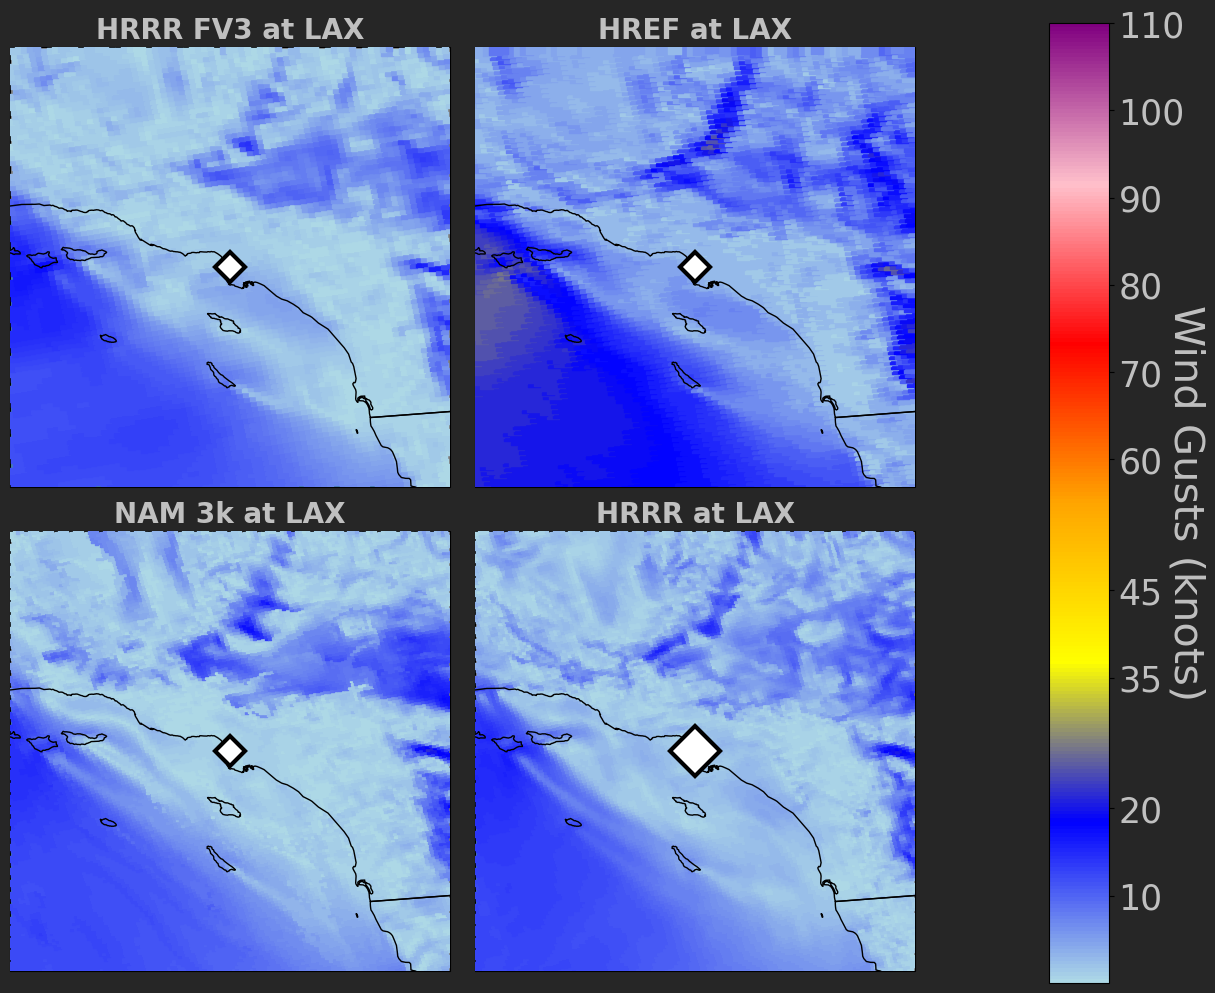 HRRR FV3 at LAX
HREF at LAX
NAM 3k at LAX
HRRR at LAX
110
100
90
80
70
60
45
35
20
10
Wind Gusts (knots)